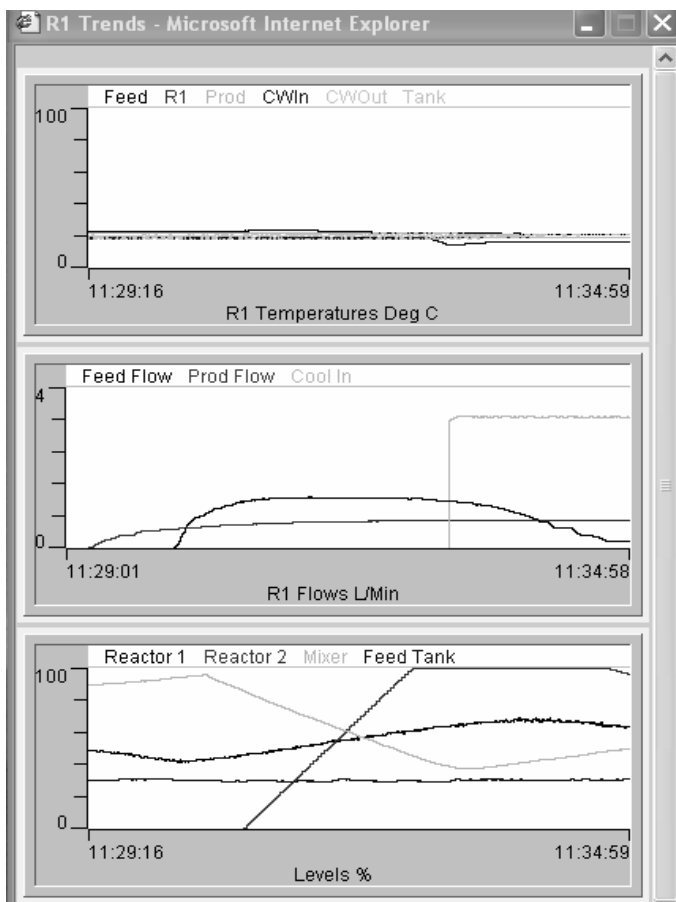 R1 Trends - Microsoft Internet Explorer
Feed R1 Prod CWIn CWOut Tank
100
0
11:29:16 11:34:59
R1 Temperatures Deg C
Feed Flow Prod Flow Cool In
4
0
11:29:01 11:34:58
R1 Flows L/Min
Reactor 1 Reactor 2 Mixer Feed Tank
100
0
11:29:16 11:34:59
Levels %